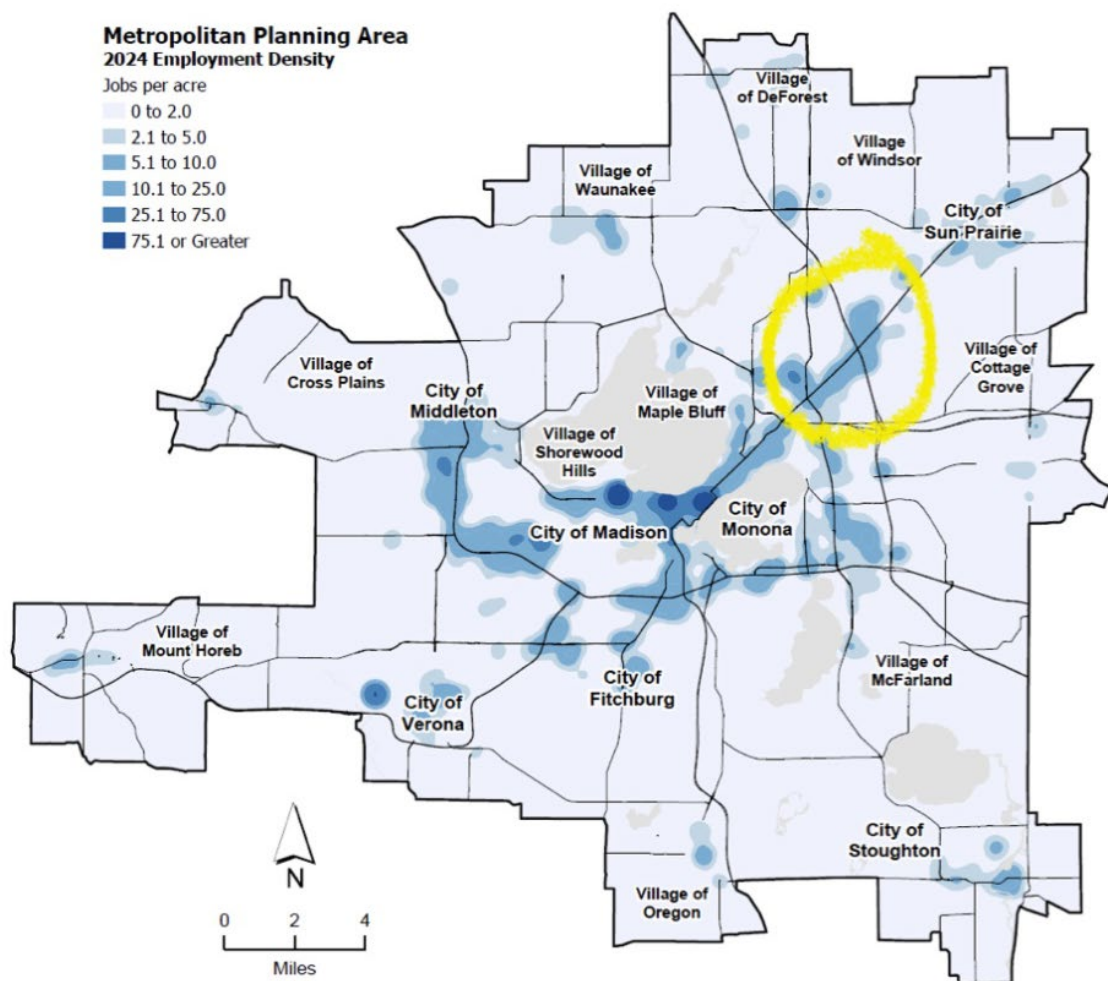 Metropolitan Planning Area
2024 Employment Density
Jobs per acre
0 to 2.0
2.1 to 5.0
5.1 to 10.0
10.1 to 25.0
25.1 to 75.0
75.1 or Greater
Village
of DeForest
Village
of Windsor
Village of
Waunakee
City of
Sun Prairie
Village of
Cross Plains
City of
Middleton
Village of
Maple Bluff
Village of
Cottage
Grove
Village of
Shorewood
Hills
City of Madison
City of
Monona
Village of
Mount Horeb
City of
Verona
City of
Fitchburg
Village of
McFarland
City of
Stoughton
Village of
Oregon
N
0 2 4
Miles